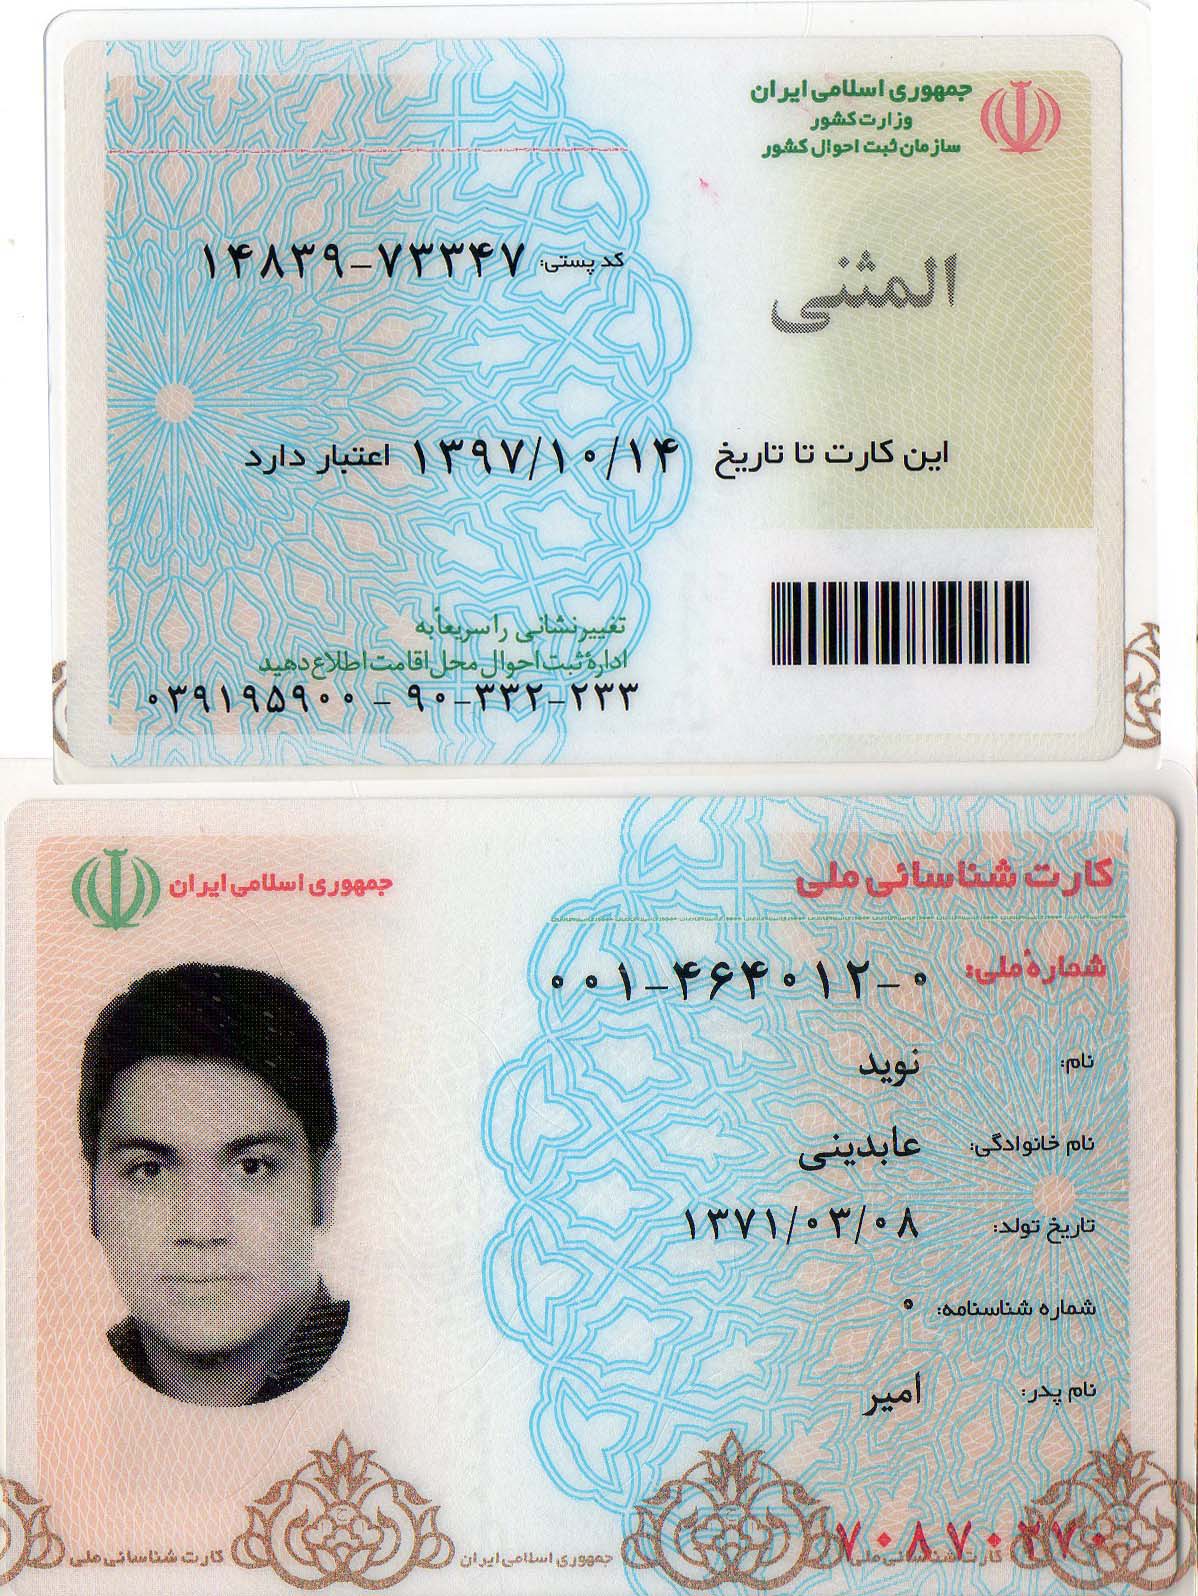 جمهوری اسلامی ایران
وزارت کشور
سازمان ثبت احوال کشور
المثنی
کد پستی: ۱۴۸۳۹-۷۳۳۴۷
این کارت تا تاریخ ۱۳۹۷/۱۰/۱۴ اعتبار دارد
تغییر نشانی را سریعاً به
ادارهٔ ثبت احوال محل اقامت اطلاع دهید
۰۳۹۱۹۵۹۰۰ - ۹۰-۳۳۲-۲۳۳
کارت شناسائی ملی
جمهوری اسلامی ایران
شمارهٔ ملی: ۰۰۱-۴۶۴۰۱۲-۰
نام: نوید
نام خانوادگی: عابدینی
تاریخ تولد: ۱۳۷۱/۰۳/۰۸
شماره شناسنامه: ۰
نام پدر: امیر
۷۰۸۷۰۲۷۰
کارت شناسائی ملی جمهوری اسلامی ایران کارت شناسائی ملی